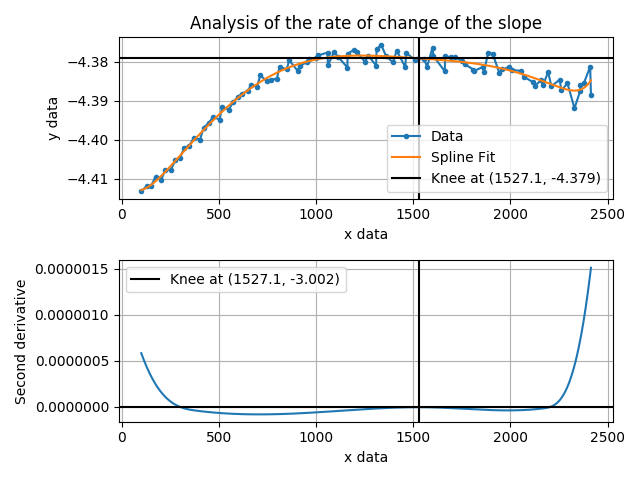 Analysis of the rate of change of the slope
−4.38
−4.39
−4.40
−4.41
y data
Data
Spline Fit
Knee at (1527.1, -4.379)
0
500
1000
1500
2000
2500
x data
0.0000015
0.0000010
0.0000005
0.0000000
Second derivative
Knee at (1527.1, -3.002)
0
500
1000
1500
2000
2500
x data